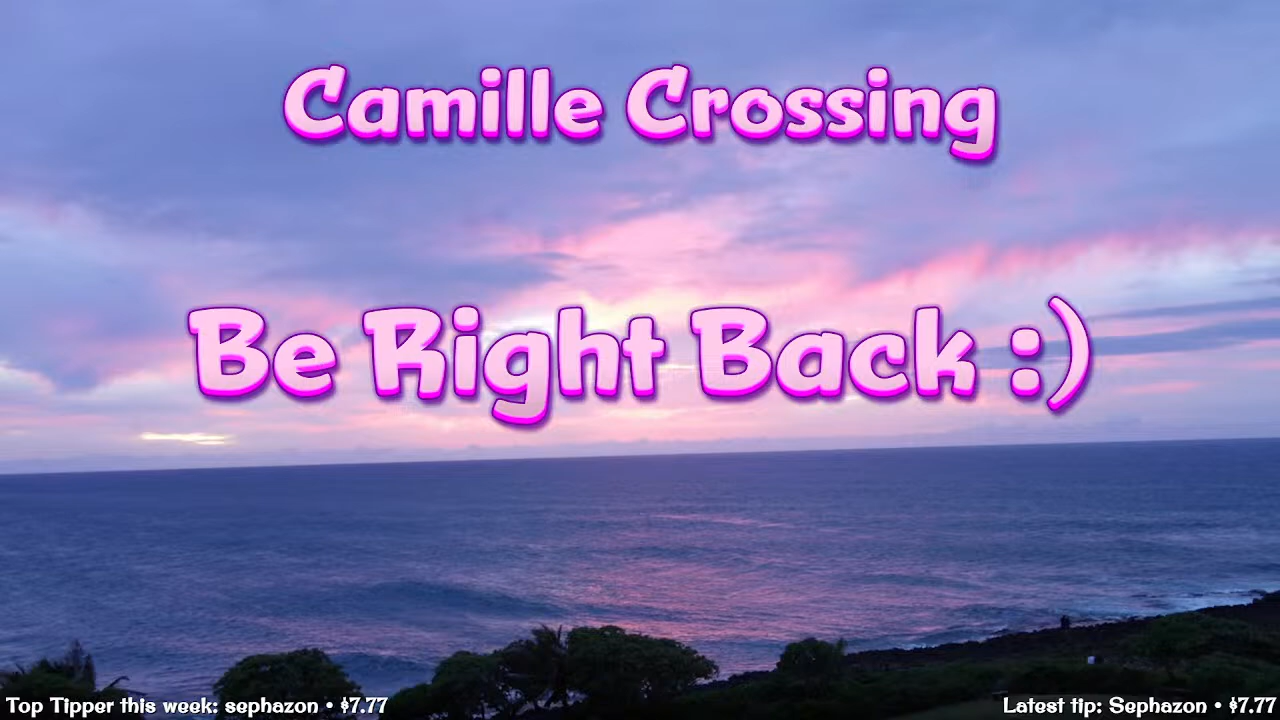 Camille Crossing
Be Right Back :)
Top Tipper this week: sephazon • $7.77
Latest tip: Sephazon • $7.77